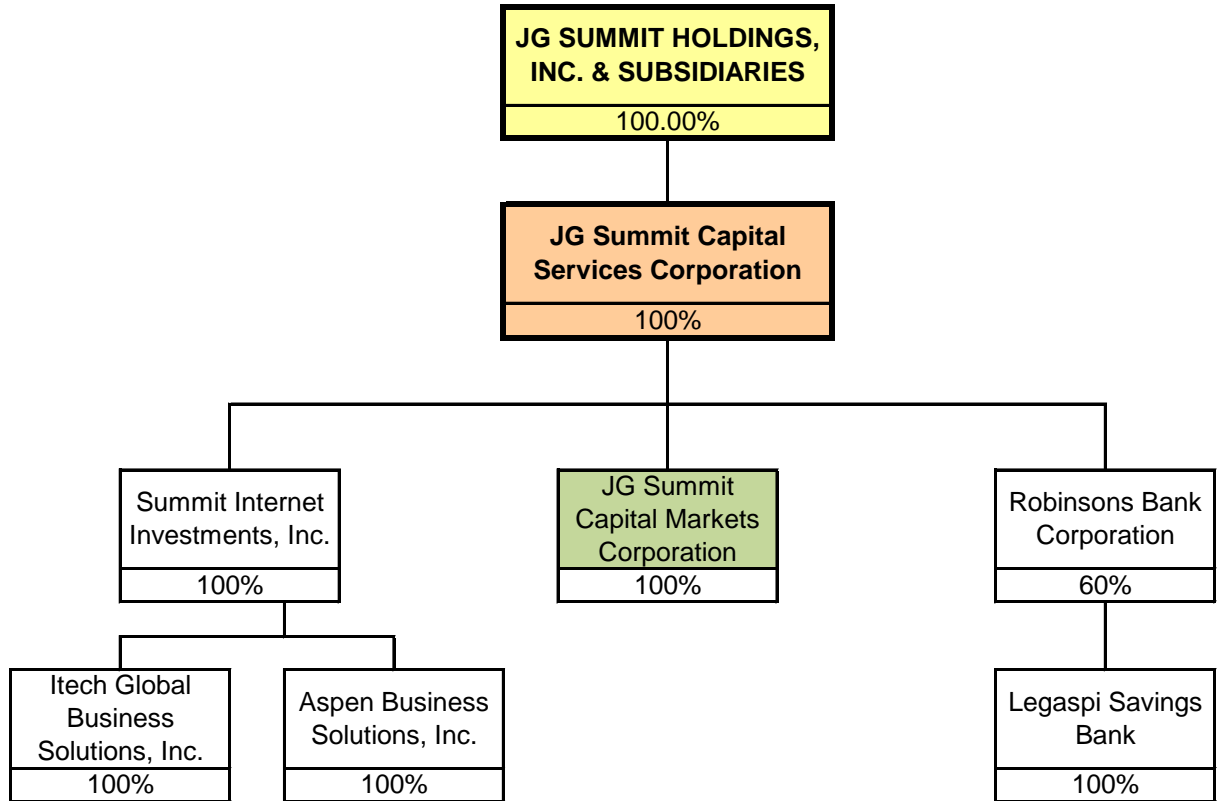 JG SUMMIT HOLDINGS,
INC. & SUBSIDIARIES
100.00%
JG Summit Capital
Services Corporation
100%
Summit Internet
Investments, Inc.
100%
JG Summit
Capital Markets
Corporation
100%
Robinsons Bank
Corporation
60%
Itech Global
Business
Solutions, Inc.
100%
Aspen Business
Solutions, Inc.
100%
Legaspi Savings
Bank
100%